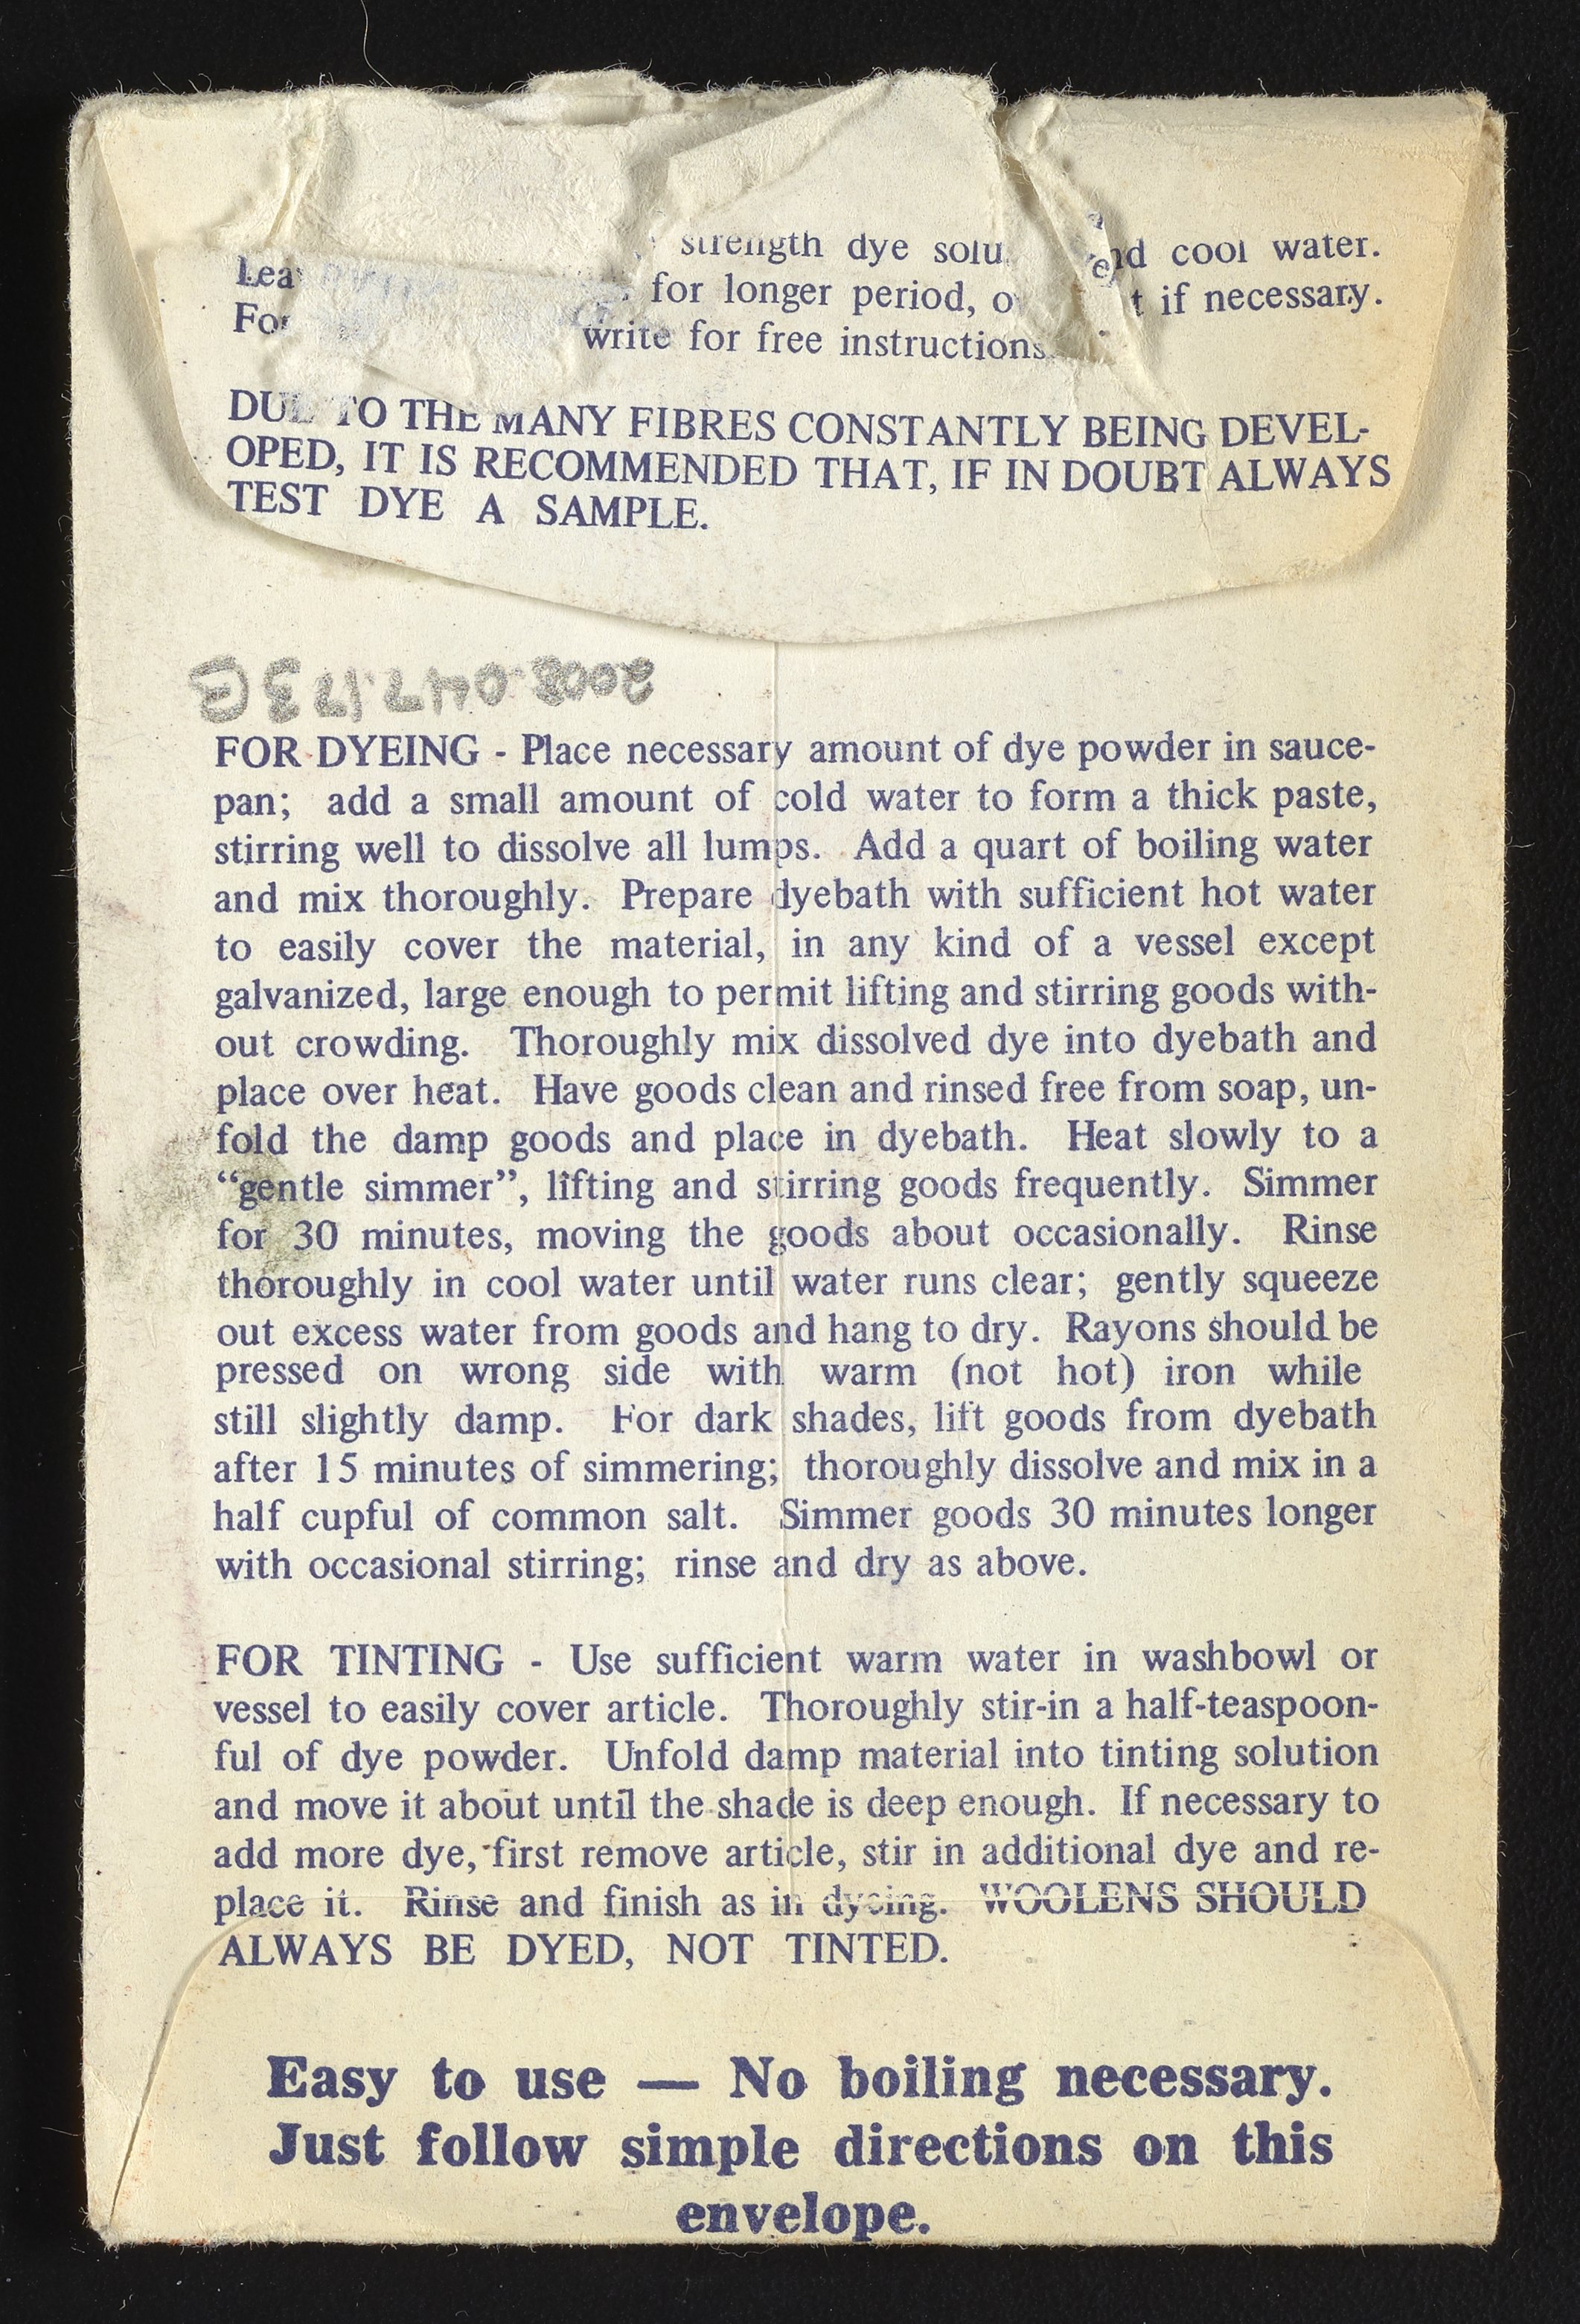 strength dye cool water.
for longer period, if necessary.
write for free instructions.
DUE TO THE MANY FIBRES CONSTANTLY BEING DEVEL-
OPED, IT IS RECOMMENDED THAT, IF IN DOUBT ALWAYS
TEST DYE A SAMPLE.
2008.047.173G
FOR DYEING - Place necessary amount of dye powder in sauce-
pan; add a small amount of cold water to form a thick paste,
stirring well to dissolve all lumps. Add a quart of boiling water
and mix thoroughly. Prepare dyebath with sufficient hot water
to easily cover the material, in any kind of a vessel except
galvanized, large enough to permit lifting and stirring goods with-
out crowding. Thoroughly mix dissolved dye into dyebath and
place over heat. Have goods clean and rinsed free from soap, un-
fold the damp goods and place in dyebath. Heat slowly to a
“gentle simmer”, lifting and stirring goods frequently. Simmer
for 30 minutes, moving the goods about occasionally. Rinse
thoroughly in cool water until water runs clear; gently squeeze
out excess water from goods and hang to dry. Rayons should be
pressed on wrong side with warm (not hot) iron while
still slightly damp. For dark shades, lift goods from dyebath
after 15 minutes of simmering; thoroughly dissolve and mix in a
half cupful of common salt. Simmer goods 30 minutes longer
with occasional stirring; rinse and dry as above.
FOR TINTING - Use sufficient warm water in washbowl or
vessel to easily cover article. Thoroughly stir-in a half-teaspoon-
ful of dye powder. Unfold damp material into tinting solution
and move it about until the shade is deep enough. If necessary to
add more dye, first remove article, stir in additional dye and re-
place it. Rinse and finish as in dyeing. WOOLENS SHOULD
ALWAYS BE DYED, NOT TINTED.
Easy to use — No boiling necessary.
Just follow simple directions on this
envelope.